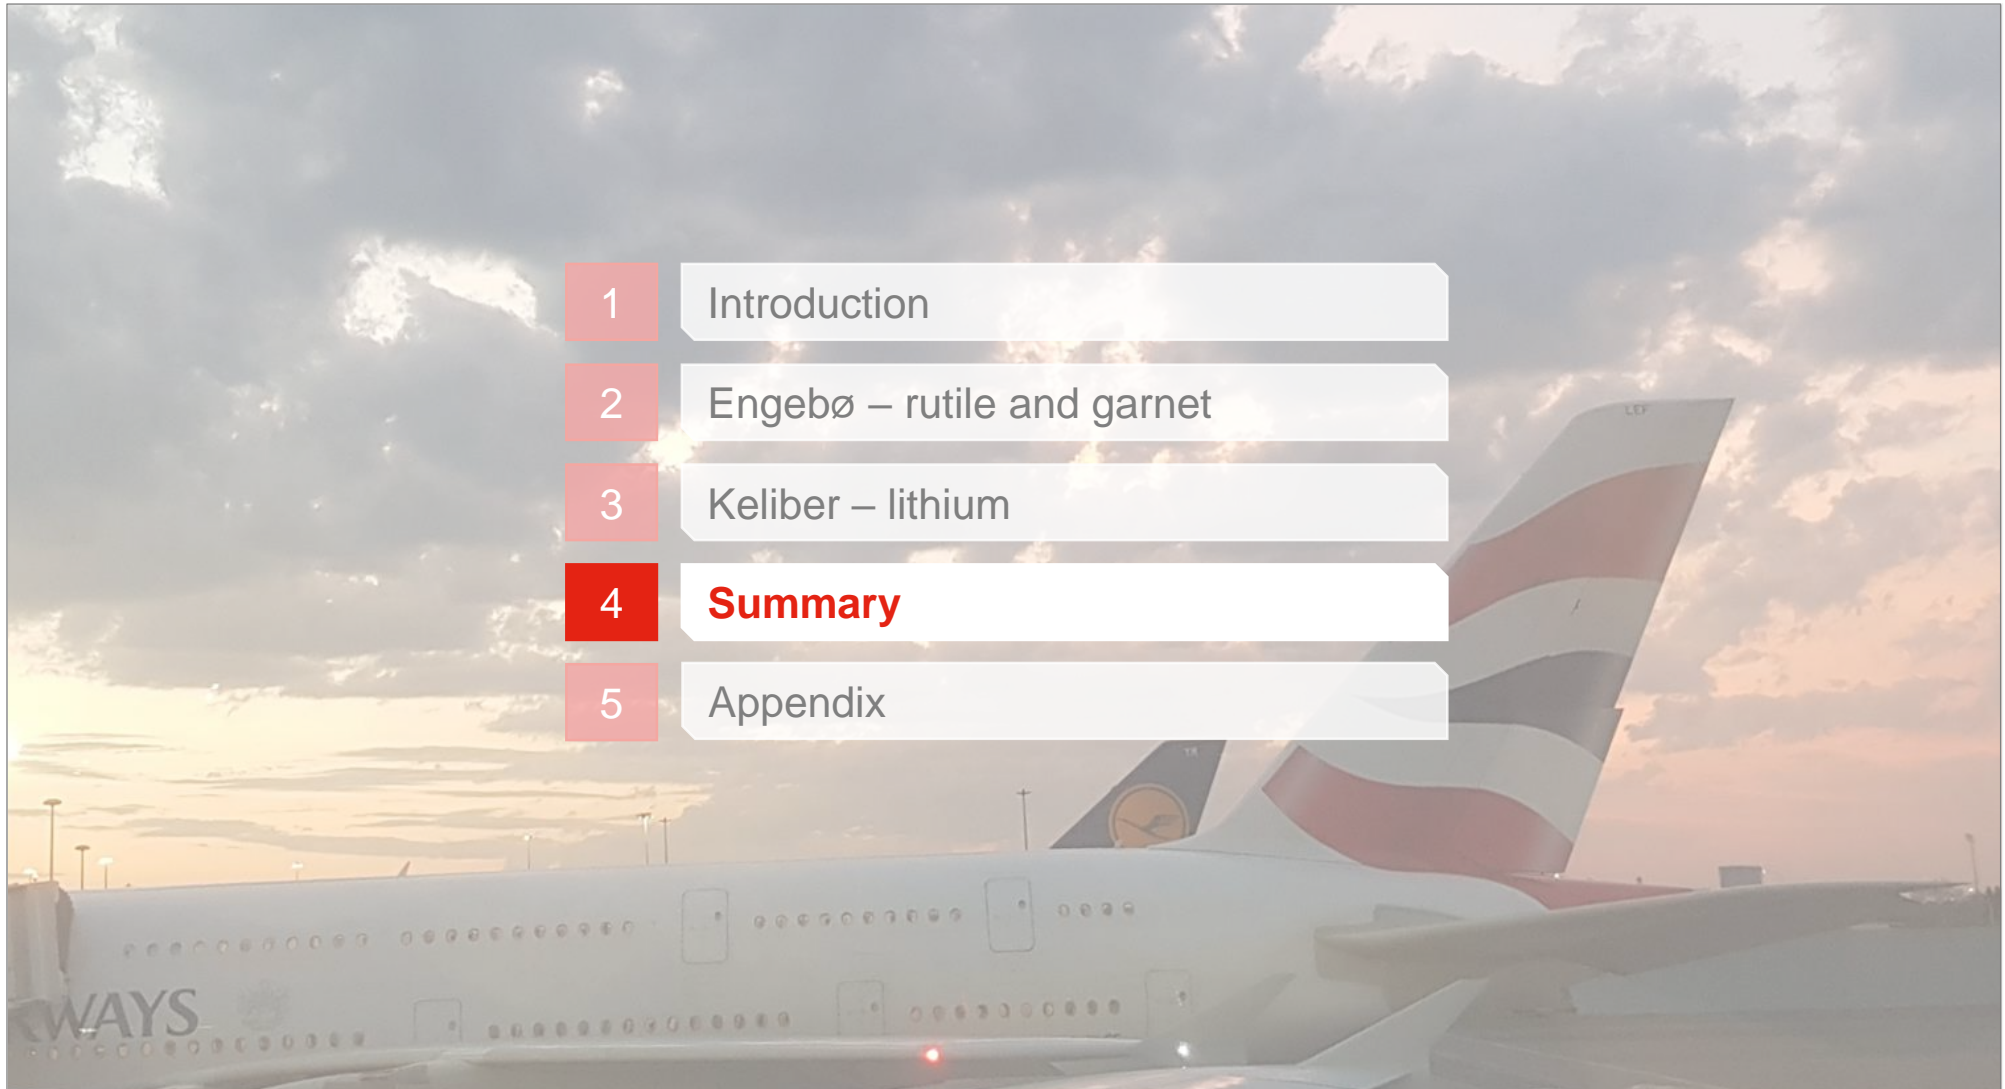 1 Introduction
2 Engebø – rutile and garnet
3 Keliber – lithium
4 Summary
5 Appendix
WAYS